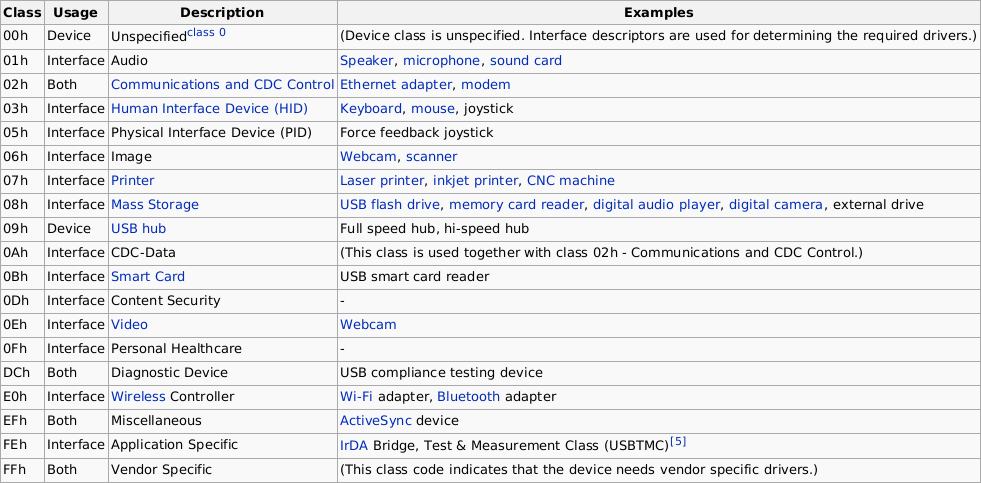 Class Usage Description Examples
00h Device Unspecifiedclass 0 (Device class is unspecified. Interface descriptors are used for determining the required drivers.)
01h Interface Audio Speaker, microphone, sound card
02h Both Communications and CDC Control Ethernet adapter, modem
03h Interface Human Interface Device (HID) Keyboard, mouse, joystick
05h Interface Physical Interface Device (PID) Force feedback joystick
06h Interface Image Webcam, scanner
07h Interface Printer Laser printer, inkjet printer, CNC machine
08h Interface Mass Storage USB flash drive, memory card reader, digital audio player, digital camera, external drive
09h Device USB hub Full speed hub, hi-speed hub
0Ah Interface CDC-Data (This class is used together with class 02h - Communications and CDC Control.)
0Bh Interface Smart Card USB smart card reader
0Dh Interface Content Security -
0Eh Interface Video Webcam
0Fh Interface Personal Healthcare -
DCh Both Diagnostic Device USB compliance testing device
E0h Interface Wireless Controller Wi-Fi adapter, Bluetooth adapter
EFh Both Miscellaneous ActiveSync device
FEh Interface Application Specific IrDA Bridge, Test & Measurement Class (USBTMC)[5]
FFh Both Vendor Specific (This class code indicates that the device needs vendor specific drivers.)